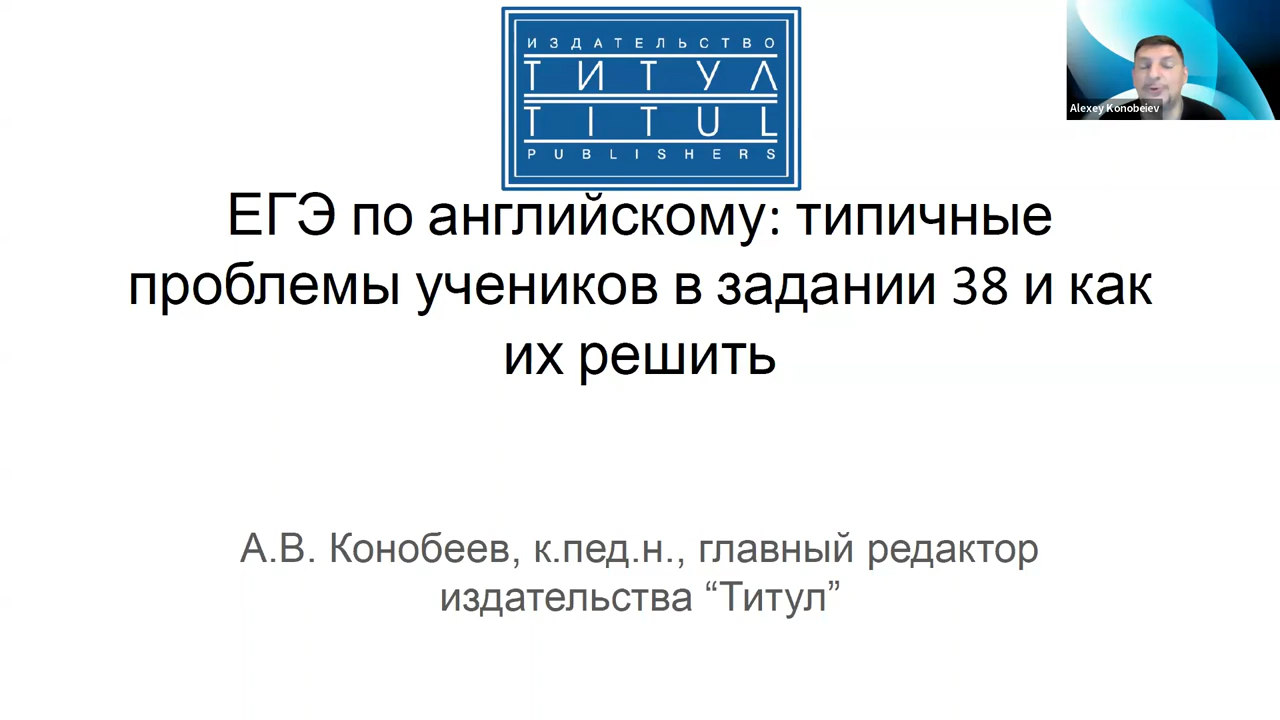 ИЗДАТЕЛЬСТВО
ТИТУЛ
TITUL
PUBLISHERS
Alexey Konobeiev
ЕГЭ по английскому: типичные
проблемы учеников в задании 38 и как
их решить
А.В. Конобеев, к.пед.н., главный редактор
издательства “Титул”